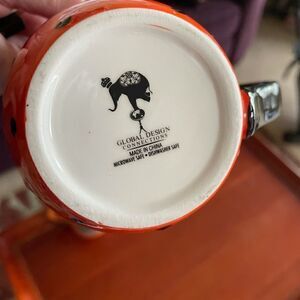 GLOBAL DESIGN
CONNECTIONS
MADE IN CHINA
MICROWAVE SAFE • DISHWASHER SAFE